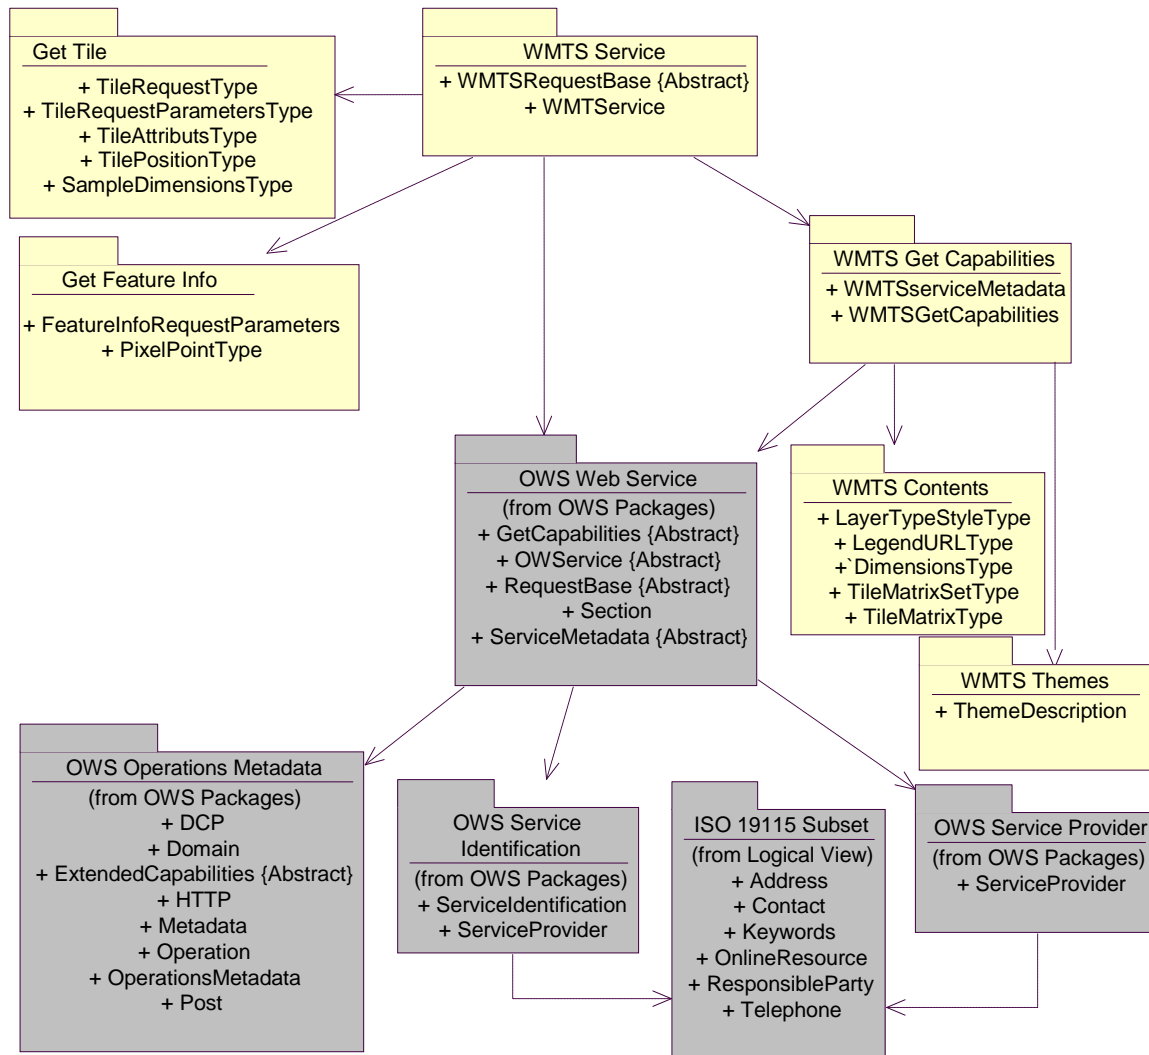 Get Tile
+ TileRequestType
+ TileRequestParametersType
+ TileAttributsType
+ TilePositionType
+ SampleDimensionsType
WMTS Service
+ WMTSRequestBase {Abstract}
+ WMTService
Get Feature Info
+ FeatureInfoRequestParameters
+ PixelPointType
WMTS Get Capabilities
+ WMTSserviceMetadata
+ WMTSGetCapabilities
OWS Web Service
(from OWS Packages)
+ GetCapabilities {Abstract}
+ OWService {Abstract}
+ RequestBase {Abstract}
+ Section
+ ServiceMetadata {Abstract}
WMTS Contents
+ LayerTypeStyleType
+ LegendURLType
+`DimensionsType
+ TileMatrixSetType
+ TileMatrixType
WMTS Themes
+ ThemeDescription
OWS Operations Metadata
(from OWS Packages)
+ DCP
+ Domain
+ ExtendedCapabilities {Abstract}
+ HTTP
+ Metadata
+ Operation
+ OperationsMetadata
+ Post
OWS Service
Identification
(from OWS Packages)
+ ServiceIdentification
+ ServiceProvider
ISO 19115 Subset
(from Logical View)
+ Address
+ Contact
+ Keywords
+ OnlineResource
+ ResponsibleParty
+ Telephone
OWS Service Provider
(from OWS Packages)
+ ServiceProvider